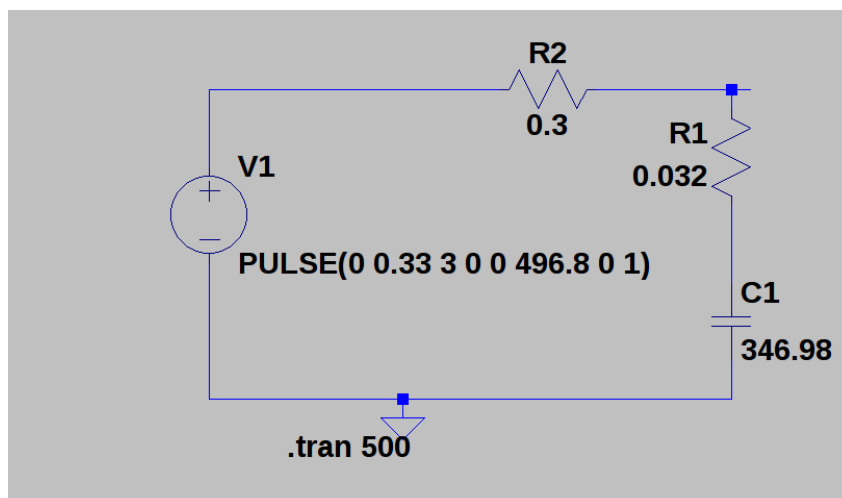 R2
0.3
R1
0.032
V1
PULSE(0 0.33 3 0 0 496.8 0 1)
C1
346.98
.tran 500